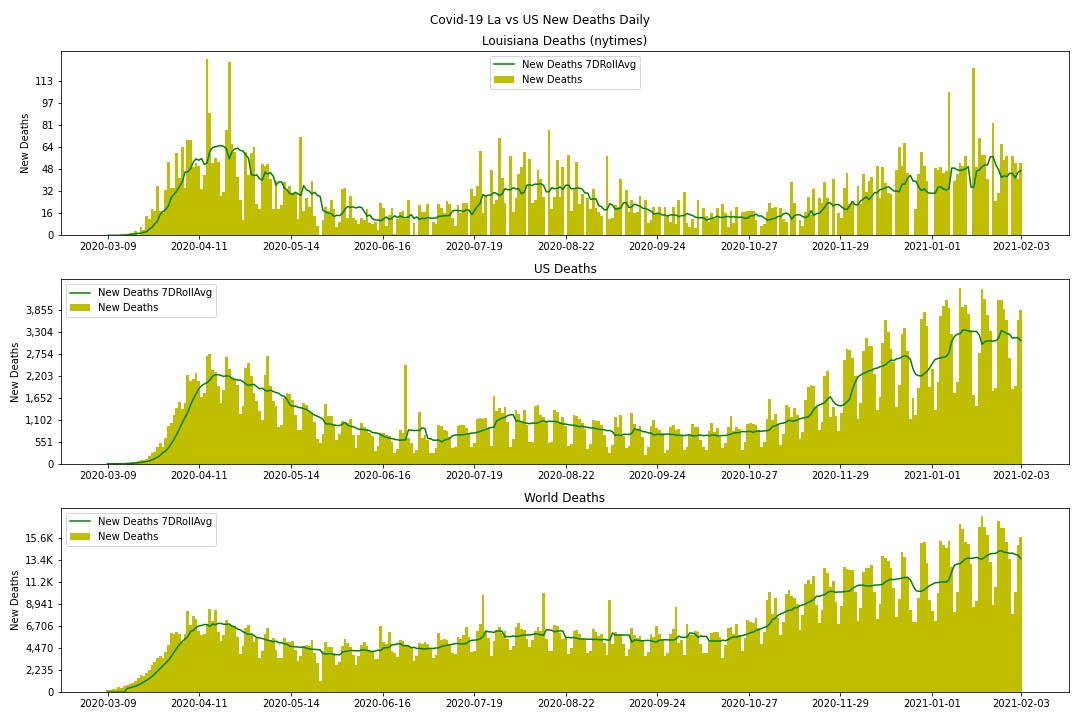 Covid-19 La vs US New Deaths Daily
Louisiana Deaths (nytimes)
New Deaths 7DRollAvg
New Deaths
New Deaths
113
97
81
64
48
32
16
0
2020-03-09 2020-04-11 2020-05-14 2020-06-16 2020-07-19 2020-08-22 2020-09-24 2020-10-27 2020-11-29 2021-01-01 2021-02-03
US Deaths
New Deaths 7DRollAvg
New Deaths
New Deaths
3,855
3,304
2,754
2,203
1,652
1,102
551
0
2020-03-09 2020-04-11 2020-05-14 2020-06-16 2020-07-19 2020-08-22 2020-09-24 2020-10-27 2020-11-29 2021-01-01 2021-02-03
World Deaths
New Deaths 7DRollAvg
New Deaths
New Deaths
15.6K
13.4K
11.2K
8,941
6,706
4,470
2,235
0
2020-03-09 2020-04-11 2020-05-14 2020-06-16 2020-07-19 2020-08-22 2020-09-24 2020-10-27 2020-11-29 2021-01-01 2021-02-03